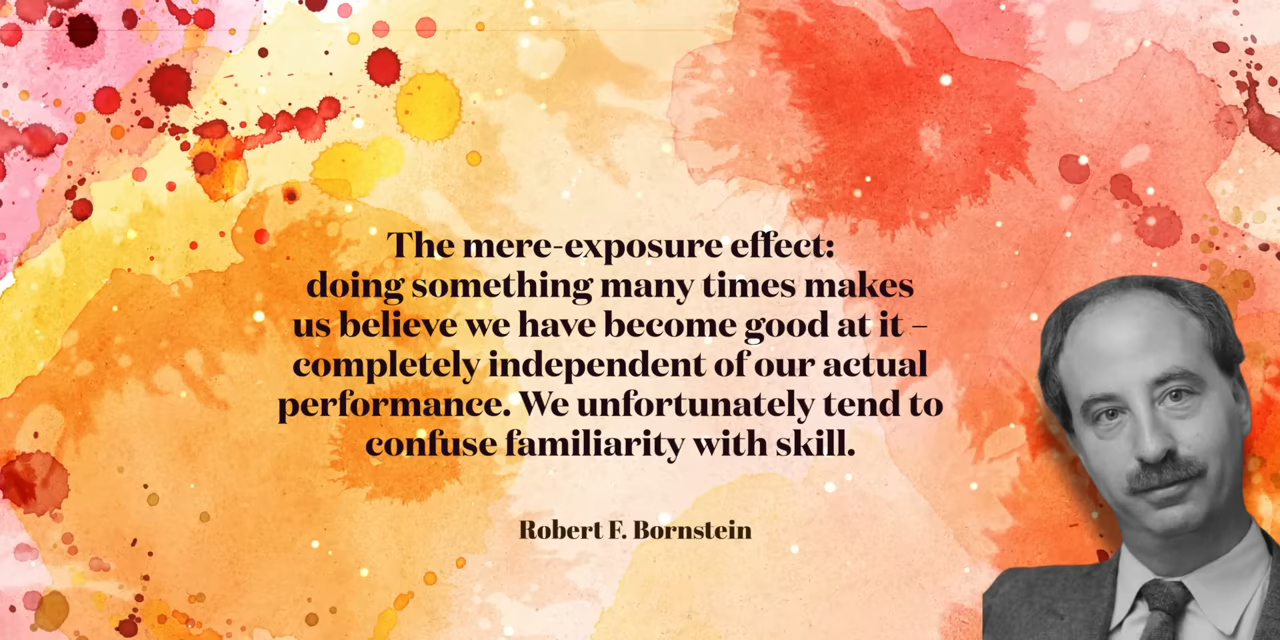 The mere-exposure effect:
doing something many times makes
us believe we have become good at it –
completely independent of our actual
performance. We unfortunately tend to
confuse familiarity with skill.
Robert F. Bornstein